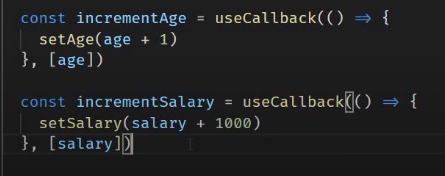 const incrementAge = useCallback(() => {
  setAge(age + 1)
}, [age])
const incrementSalary = useCallback(() => {
  setSalary(salary + 1000)
}, [salary])